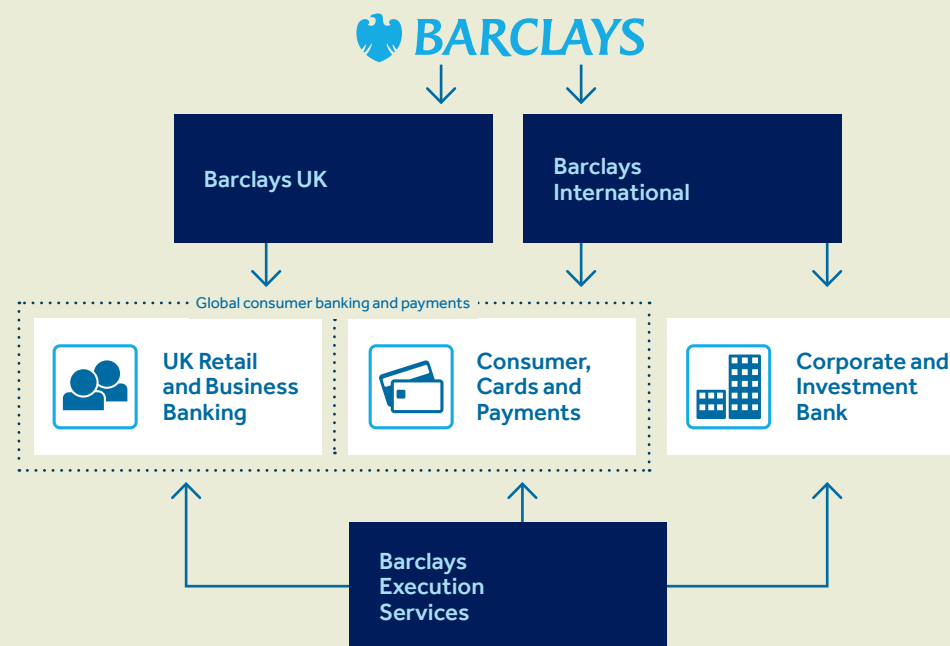 BARCLAYS
Barclays UK
Barclays
International
Global consumer banking and payments
UK Retail
and Business
Banking
Consumer,
Cards and
Payments
Corporate and
Investment
Bank
Barclays
Execution
Services